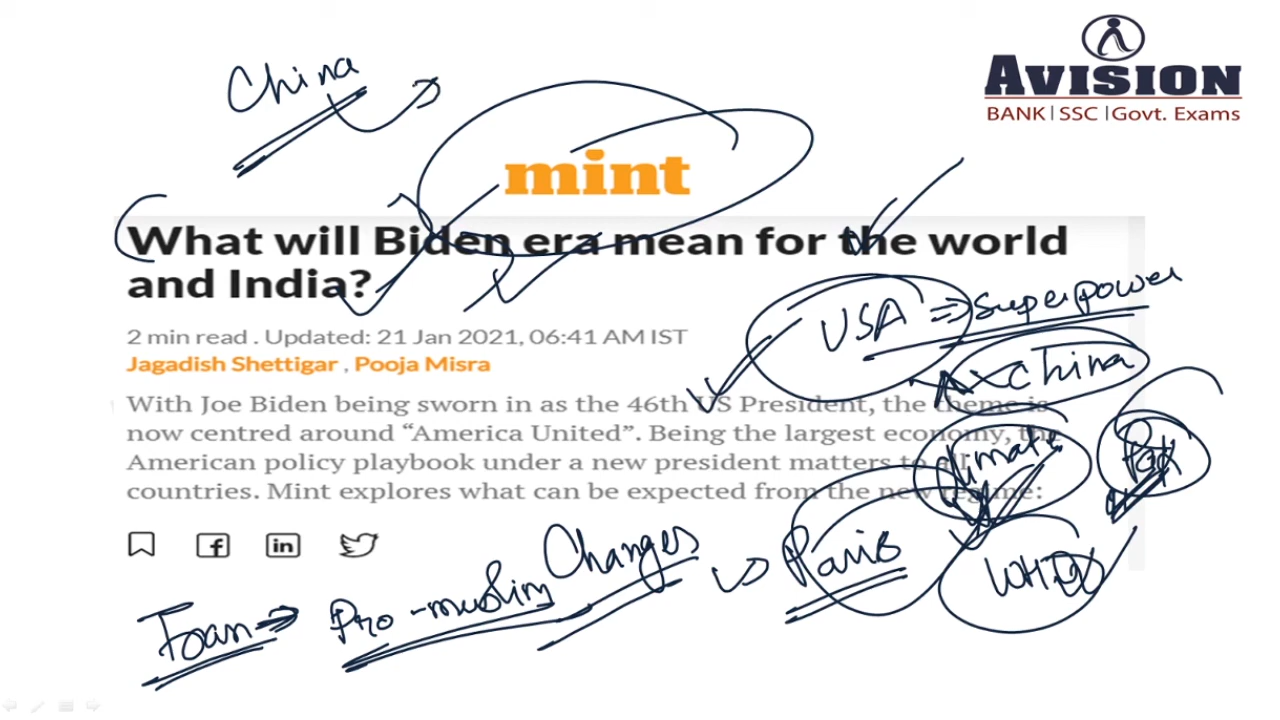 AVISION
BANK | SSC | Govt. Exams
China
mint
What will Biden era mean for the world
and India?
USA ⇒ Superpower
2 min read . Updated: 21 Jan 2021, 06:41 AM IST
Jagadish Shettigar , Pooja Misra
China
With Joe Biden being sworn in as the 46th US President, the theme is
now centred around “America United”. Being the largest economy, the
American policy playbook under a new president matters to all
countries. Mint explores what can be expected from the new regime:
Climate
Pak
Changes
Paris
WHO
Iran ⇒ Pro-muslim